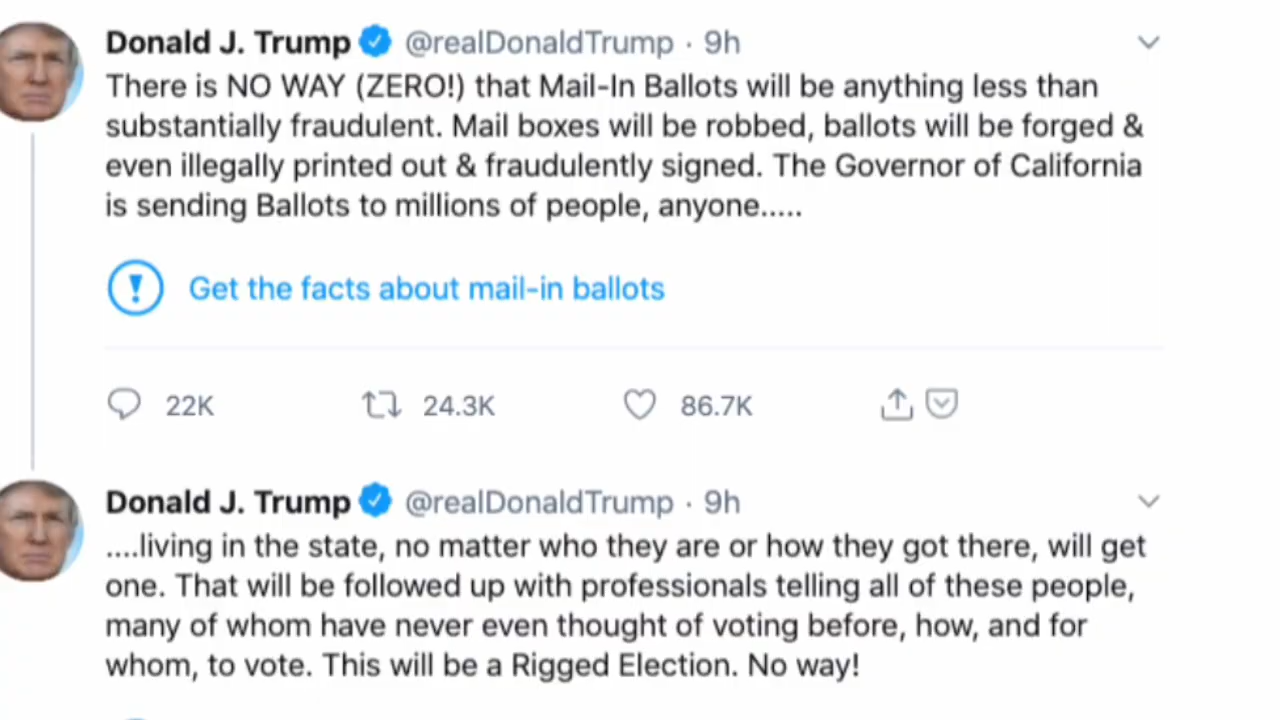 Donald J. Trump @realDonaldTrump · 9h
There is NO WAY (ZERO!) that Mail-In Ballots will be anything less than
substantially fraudulent. Mail boxes will be robbed, ballots will be forged &
even illegally printed out & fraudulently signed. The Governor of California
is sending Ballots to millions of people, anyone.....
Get the facts about mail-in ballots
22K 24.3K 86.7K
Donald J. Trump @realDonaldTrump · 9h
....living in the state, no matter who they are or how they got there, will get
one. That will be followed up with professionals telling all of these people,
many of whom have never even thought of voting before, how, and for
whom, to vote. This will be a Rigged Election. No way!